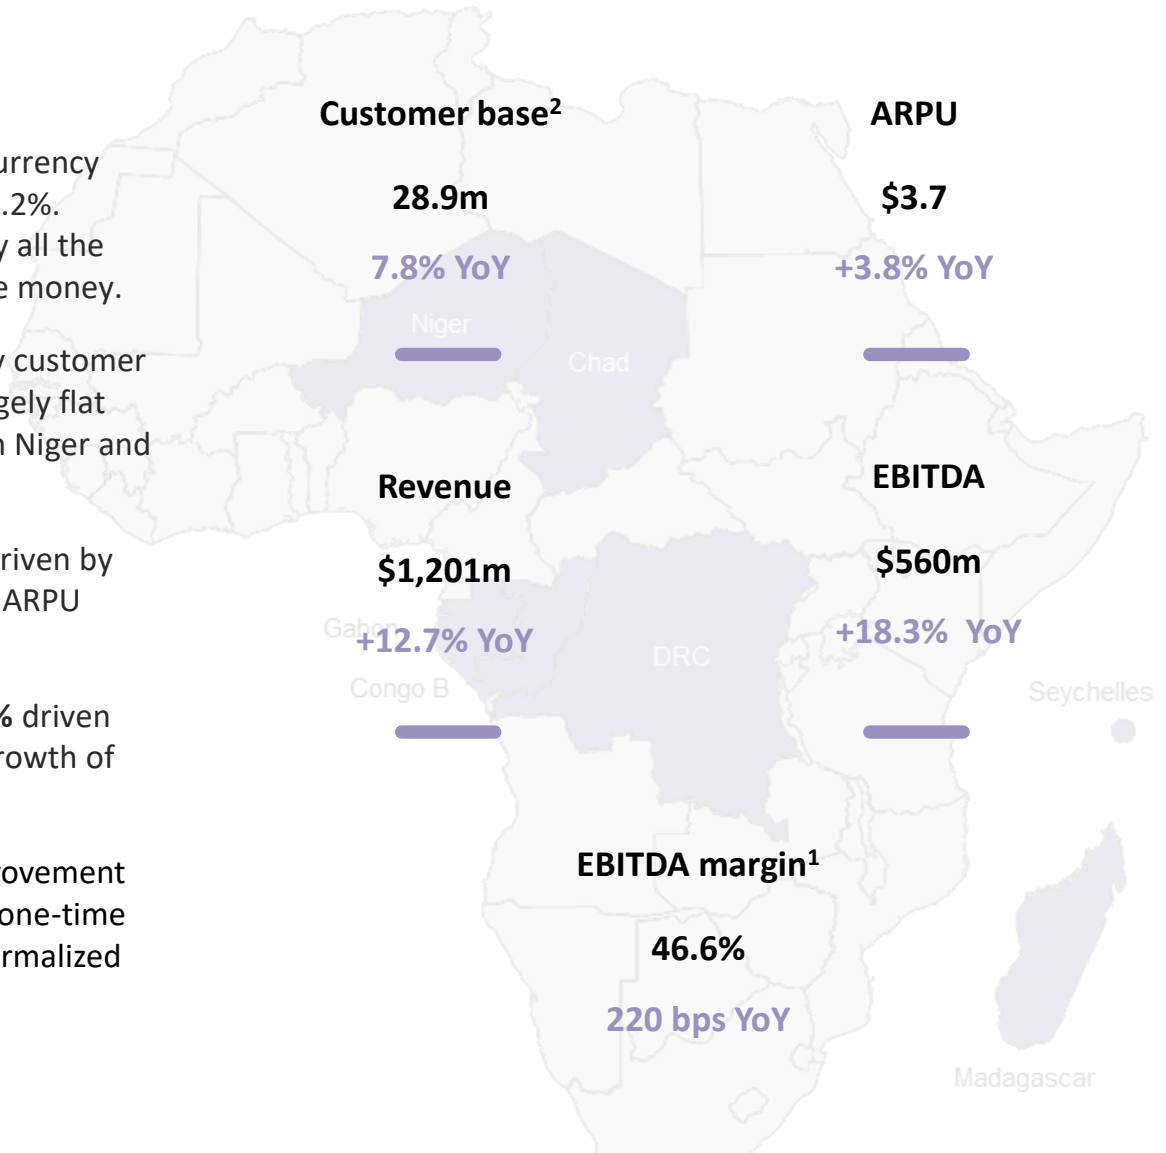 urrency
.2%.
y all the
e money.
y customer
gely flat
n Niger and
riven by
ARPU
% driven
rowth of
rovement
one-time
rmalized
Customer base²
28.9m
7.8% YoY
ARPU
$3.7
+3.8% YoY
Niger
Chad
Revenue
$1,201m
+12.7% YoY
EBITDA
$560m
+18.3% YoY
Gabon
Congo B
DRC
Seychelles
EBITDA margin¹
46.6%
220 bps YoY
Madagascar